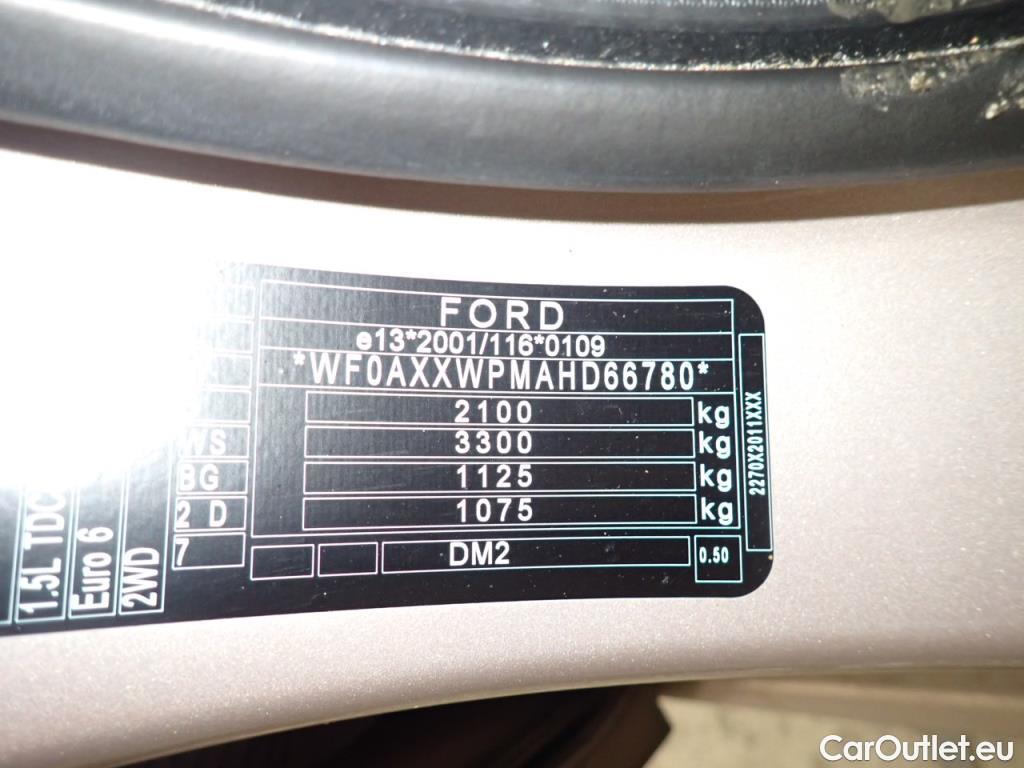 FORD
e13*2001/116*0109
*WF0AXXWPMAHD66780*
2100 kg
WS 3300 kg
BG 1125 kg
2 D 1075 kg
7 DM2 0.50
2270X2011XXX
1.5L TDC
Euro 6
2WD
CarOutlet.eu